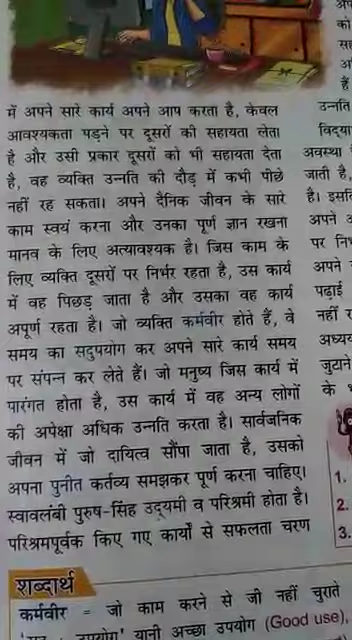 में अपने सारे कार्य अपने आप करता है, केवल
आवश्यकता पड़ने पर दूसरों की सहायता लेता
है और उसी प्रकार दूसरों को भी सहायता देता
है, वह व्यक्ति उन्नति की दौड़ में कभी पीछे
नहीं रह सकता। अपने दैनिक जीवन के सारे
काम स्वयं करना और उनका पूर्ण ज्ञान रखना
मानव के लिए अत्यावश्यक है। जिस काम के
लिए व्यक्ति दूसरों पर निर्भर रहता है, उस कार्य
में वह पिछड़ जाता है और उसका वह कार्य
अपूर्ण रहता है। जो व्यक्ति कर्मवीर होते हैं, वे
समय का सदुपयोग कर अपने सारे कार्य समय
पर संपन्न कर लेते हैं। जो मनुष्य जिस कार्य में
पारंगत होता है, उस कार्य में वह अन्य लोगों
की अपेक्षा अधिक उन्नति करता है। सार्वजनिक
जीवन में जो दायित्व सौंपा जाता है, उसको
अपना पुनीत कर्तव्य समझकर पूर्ण करना चाहिए।
स्वावलंबी पुरुष-सिंह उद्यमी व परिश्रमी होता है।
परिश्रमपूर्वक किए गए कार्यों से सफलता चरण
शब्दार्थ
कर्मवीर = जो काम करने से जी नहीं चुराते
उपयोग' यानी अच्छा उपयोग (Good use),
को
हैं
उन्नति
विद्या
अवस्था
जाती है,
है। इसलि
अपने
पर निभ
अपने
पढ़ाई
नहीं र
अध्यय
जुटाने
के
1.
2.
3.